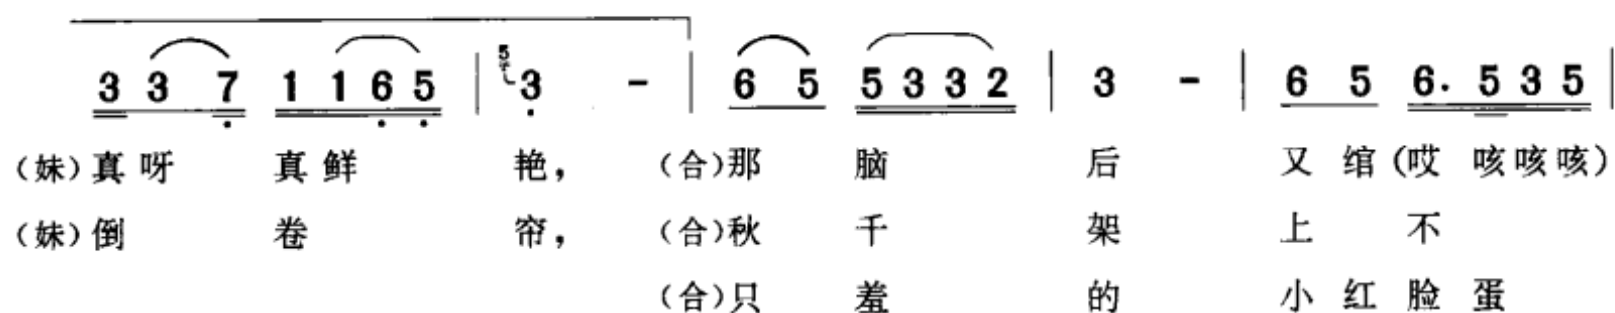 3 3 7 1 1 6 5 | 5 3 - | 6 5 5 3 3 2 | 3 - | 6 5 6. 5 3 5 |
(妹)真呀 真鲜 艳, (合)那 脑 后 又 绾(哎 咳咳咳)
(妹)倒 卷 帘, (合)秋 千 架 上 不
(合)只 羞 的 小 红 脸 蛋